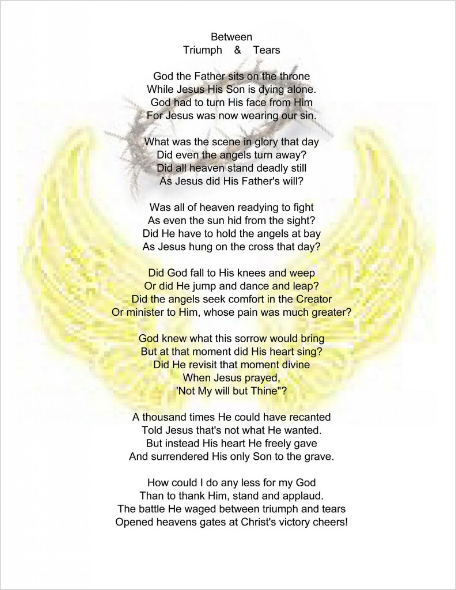 Between
Triumph & Tears
God the Father sits on the throne
While Jesus His Son is dying alone.
God had to turn His face from Him
For Jesus was now wearing our sin.
What was the scene in glory that day
Did even the angels turn away?
Did all heaven stand deadly still
As Jesus did His Father's will?
Was all of heaven readying to fight
As even the sun hid from the sight?
Did He have to hold the angels at bay
As Jesus hung on the cross that day?
Did God fall to His knees and weep
Or did He jump and dance and leap?
Did the angels seek comfort in the Creator
Or minister to Him, whose pain was much greater?
God knew what this sorrow would bring
But at that moment did His heart sing?
Did He revisit that moment divine
When Jesus prayed,
'Not My will but Thine"?
A thousand times He could have recanted
Told Jesus that's not what He wanted.
But instead His heart He freely gave
And surrendered His only Son to the grave.
How could I do any less for my God
Than to thank Him, stand and applaud.
The battle He waged between triumph and tears
Opened heavens gates at Christ's victory cheers!